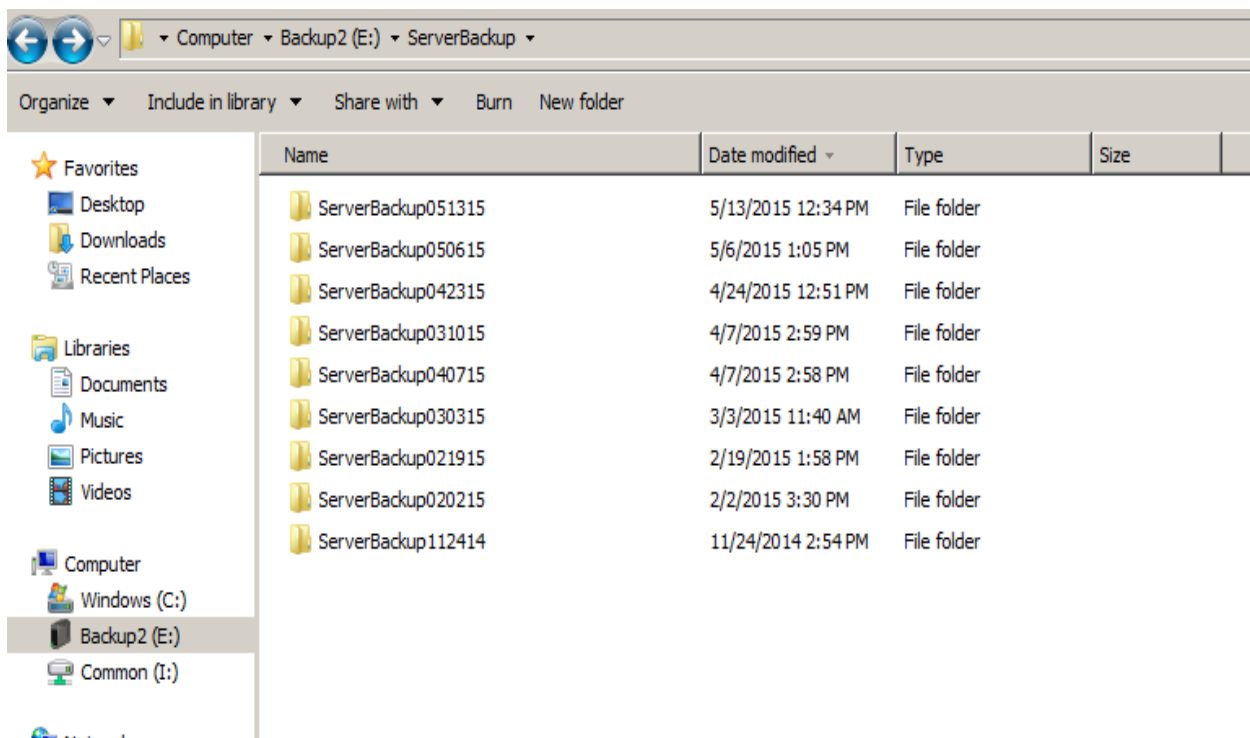 Computer Backup2 (E:) ServerBackup
Organize Include in library Share with Burn New folder
Name Date modified Type Size
Favorites
Desktop
Downloads
Recent Places
Libraries
Documents
Music
Pictures
Videos
Computer
Windows (C:)
Backup2 (E:)
Common (I:)
ServerBackup051315 5/13/2015 12:34 PM File folder
ServerBackup050615 5/6/2015 1:05 PM File folder
ServerBackup042315 4/24/2015 12:51 PM File folder
ServerBackup031015 4/7/2015 2:59 PM File folder
ServerBackup040715 4/7/2015 2:58 PM File folder
ServerBackup030315 3/3/2015 11:40 AM File folder
ServerBackup021915 2/19/2015 1:58 PM File folder
ServerBackup020215 2/2/2015 3:30 PM File folder
ServerBackup112414 11/24/2014 2:54 PM File folder